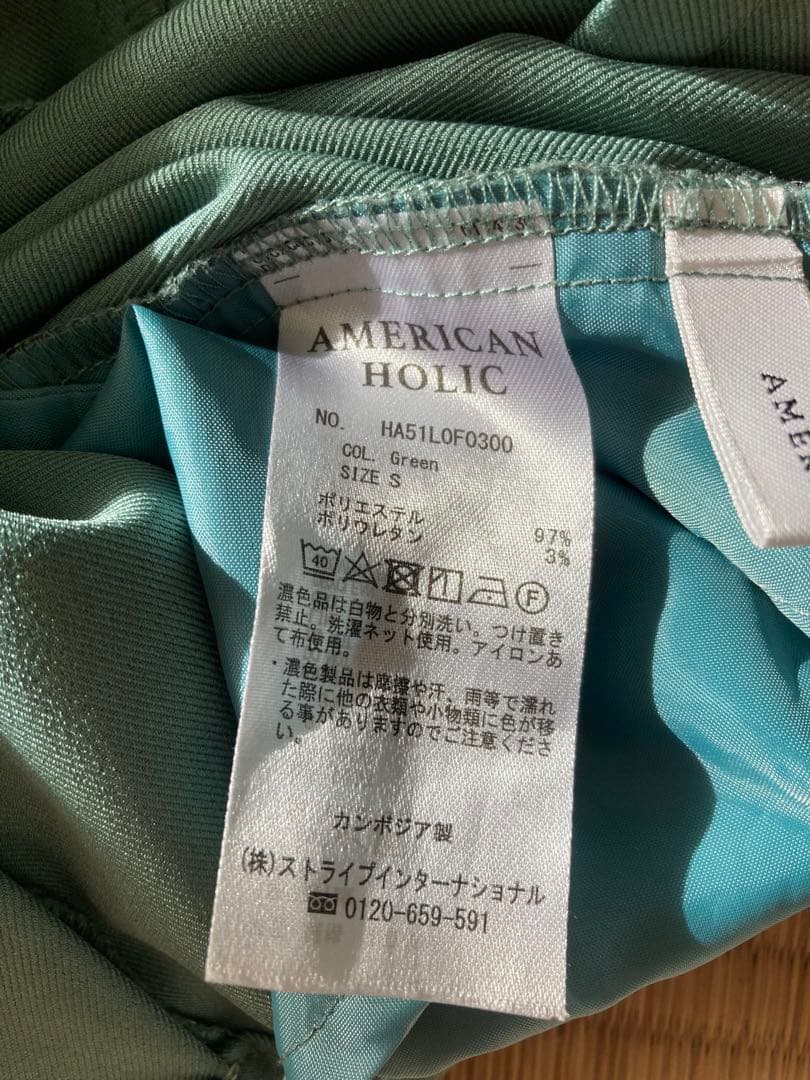 AMERICAN
HOLIC
NO. HA51L0F0300
COL. Green
SIZE S
ポリエステル 97%
ポリウレタン 3%
40
F
濃色品は白物と分別洗い。つけ置き
禁止。洗濯ネット使用。アイロンあ
て布使用。
・濃色製品は摩擦や汗、雨等で濡れ
た際に他の衣類や小物類に色が移
る事がありますのでご注意くださ
い。
カンボジア製
(株)ストライプインターナショナル
0120-659-591